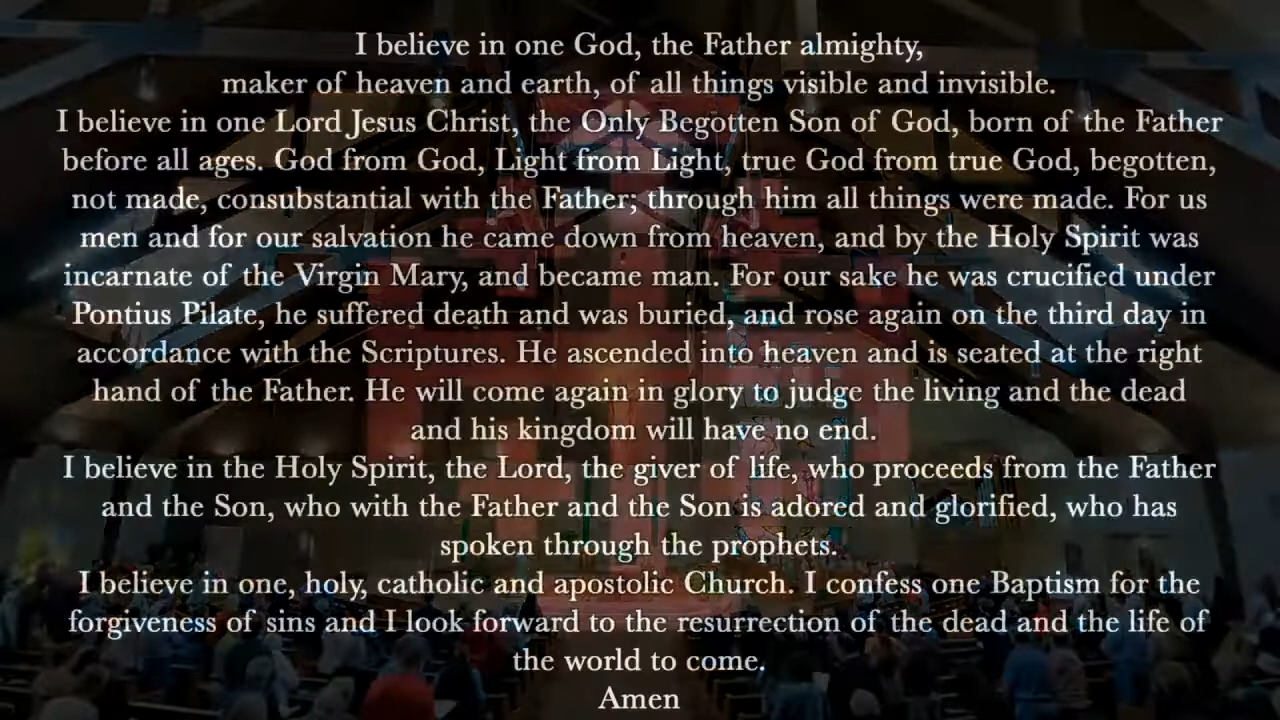 I believe in one God, the Father almighty,
maker of heaven and earth, of all things visible and invisible.
I believe in one Lord Jesus Christ, the Only Begotten Son of God, born of the Father
before all ages. God from God, Light from Light, true God from true God, begotten,
not made, consubstantial with the Father; through him all things were made. For us
men and for our salvation he came down from heaven, and by the Holy Spirit was
incarnate of the Virgin Mary, and became man. For our sake he was crucified under
Pontius Pilate, he suffered death and was buried, and rose again on the third day in
accordance with the Scriptures. He ascended into heaven and is seated at the right
hand of the Father. He will come again in glory to judge the living and the dead
and his kingdom will have no end.
I believe in the Holy Spirit, the Lord, the giver of life, who proceeds from the Father
and the Son, who with the Father and the Son is adored and glorified, who has
spoken through the prophets.
I believe in one, holy, catholic and apostolic Church. I confess one Baptism for the
forgiveness of sins and I look forward to the resurrection of the dead and the life of
the world to come.
Amen